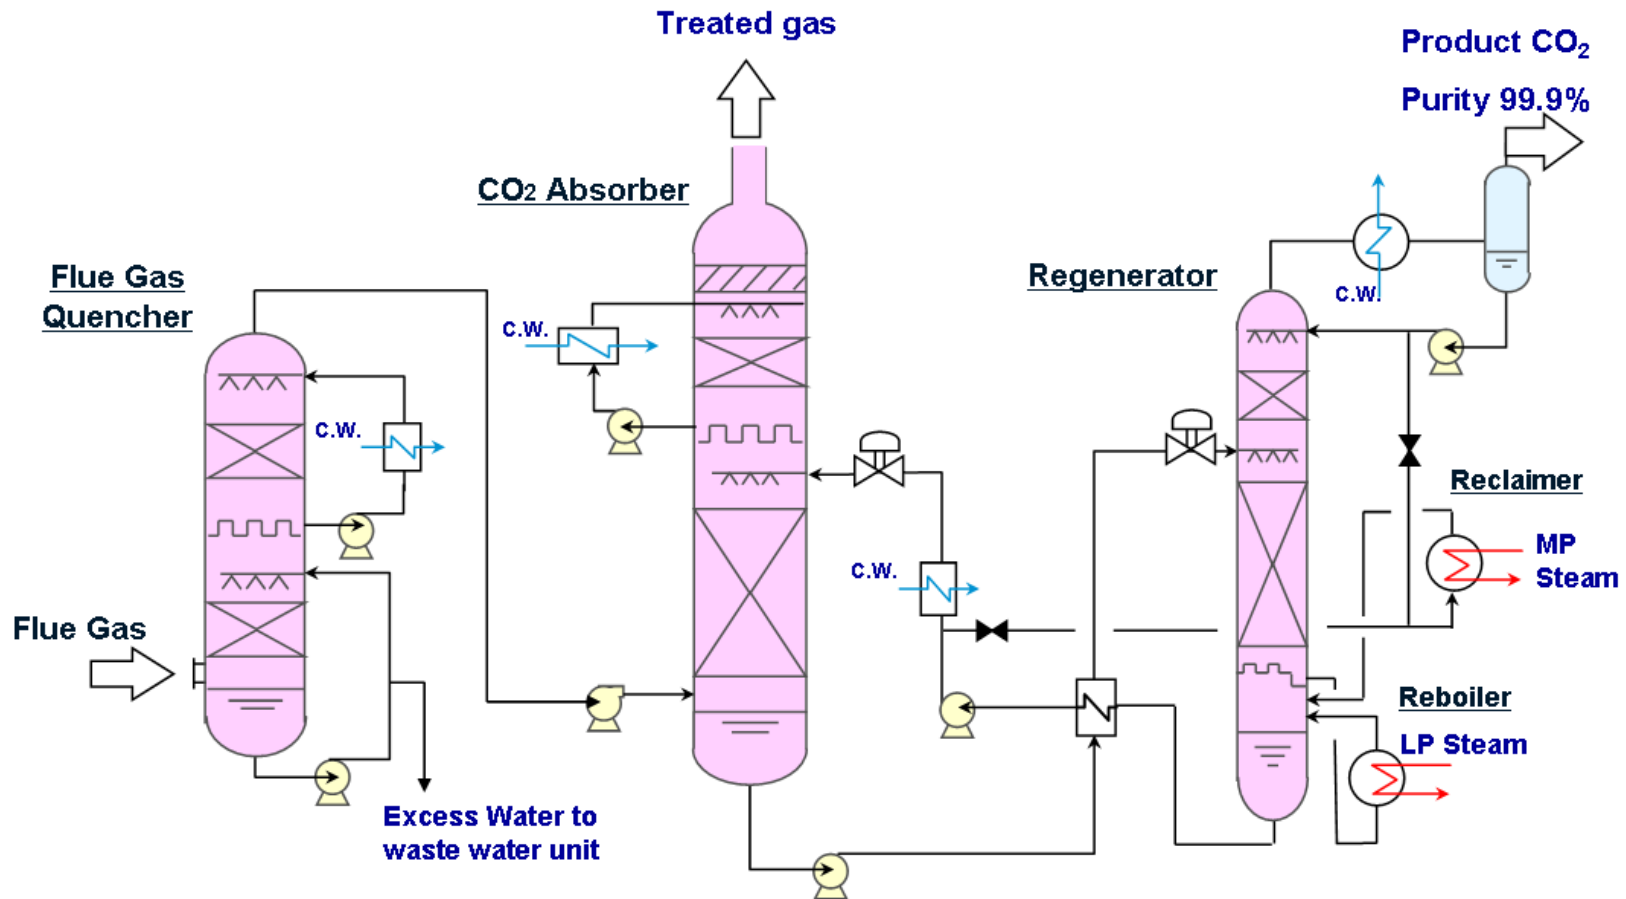 Treated gas
Product CO₂
Purity 99.9%
CO₂ Absorber
Flue Gas
Quencher
Regenerator
C.W.
C.W.
C.W.
Reclaimer
MP
Steam
C.W.
Flue Gas
Reboiler
LP Steam
Excess Water to
waste water unit